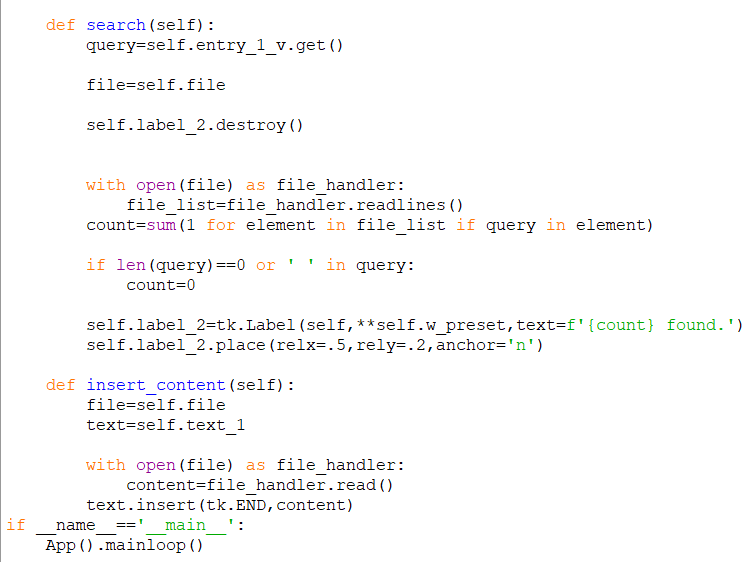 def search(self):
        query=self.entry_1_v.get()

        file=self.file

        self.label_2.destroy()


        with open(file) as file_handler:
            file_list=file_handler.readlines()
        count=sum(1 for element in file_list if query in element)

        if len(query)==0 or ' ' in query:
            count=0

        self.label_2=tk.Label(self,**self.w_preset,text=f'{count} found.')
        self.label_2.place(relx=.5,rely=.2,anchor='n')

    def insert_content(self):
        file=self.file
        text=self.text_1

        with open(file) as file_handler:
            content=file_handler.read()
        text.insert(tk.END,content)
if __name__=='__main__':
    App().mainloop()